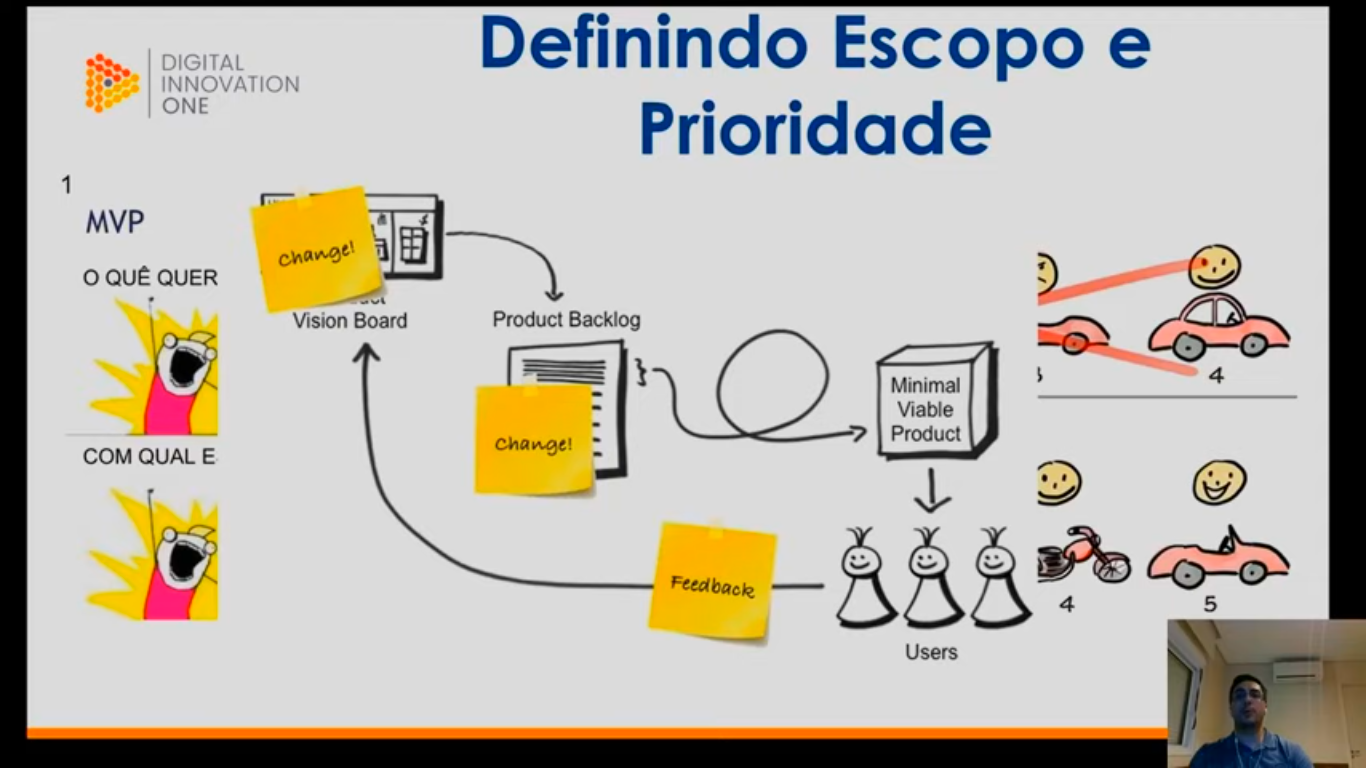 Definindo Escopo e
Prioridade
DIGITAL
INNOVATION
ONE
1
MVP
O QUÊ QUER
COM QUAL E
Change!
Vision Board
Product Backlog
Change!
Minimal
Viable
Product
Feedback
Users
4
4
5